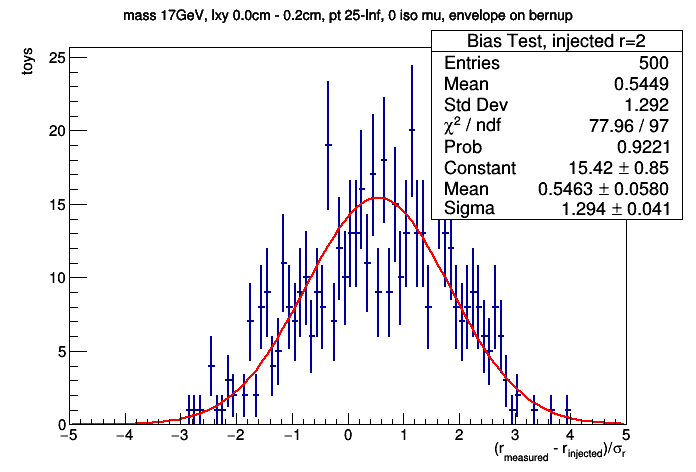 mass 17GeV, lxy 0.0cm - 0.2cm, pt 25-Inf, 0 iso mu, envelope on bernup
Bias Test, injected r=2
Entries 500
Mean 0.5449
Std Dev 1.292
χ² / ndf 77.96 / 97
Prob 0.9221
Constant 15.42 ± 0.85
Mean 0.5463 ± 0.0580
Sigma 1.294 ± 0.041
toys
25
20
15
10
5
0
−5 −4 −3 −2 −1 0 1 2 3 4 5
(r_measured - r_injected)/σ_r